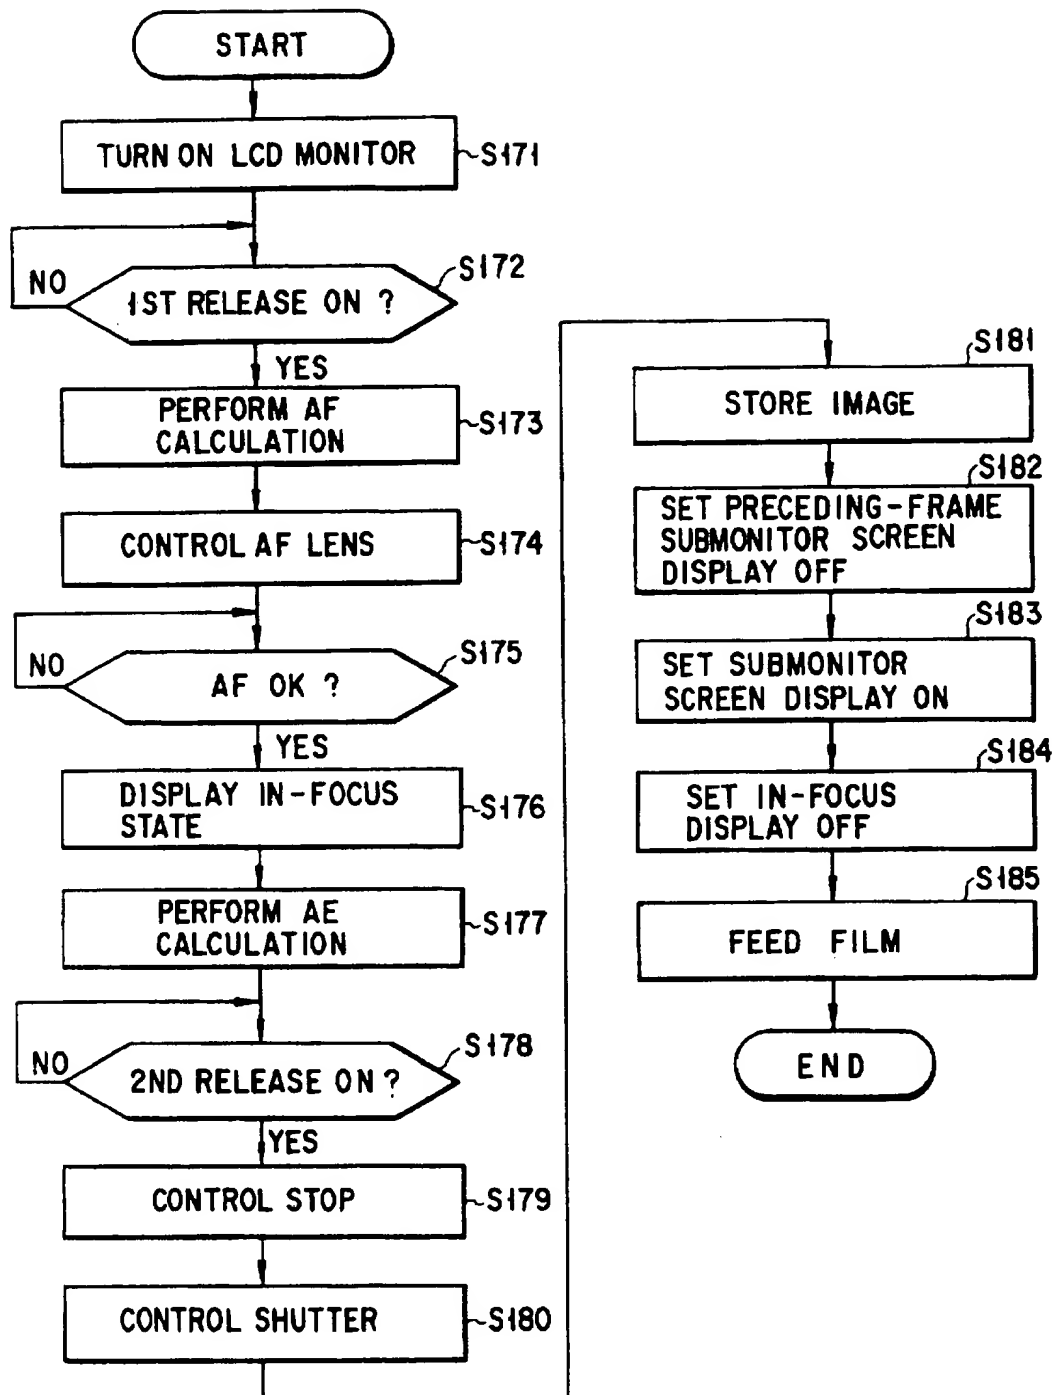 START
TURN ON LCD MONITOR
S171
NO
1ST RELEASE ON ?
S172
YES
PERFORM AF
CALCULATION
S173
CONTROL AF LENS
S174
NO
AF OK ?
S175
YES
DISPLAY IN-FOCUS
STATE
S176
PERFORM AE
CALCULATION
S177
NO
2ND RELEASE ON ?
S178
YES
CONTROL STOP
S179
CONTROL SHUTTER
S180
S181
STORE IMAGE
S182
SET PRECEDING-FRAME
SUBMONITOR SCREEN
DISPLAY OFF
S183
SET SUBMONITOR
SCREEN DISPLAY ON
S184
SET IN-FOCUS
DISPLAY OFF
S185
FEED FILM
END